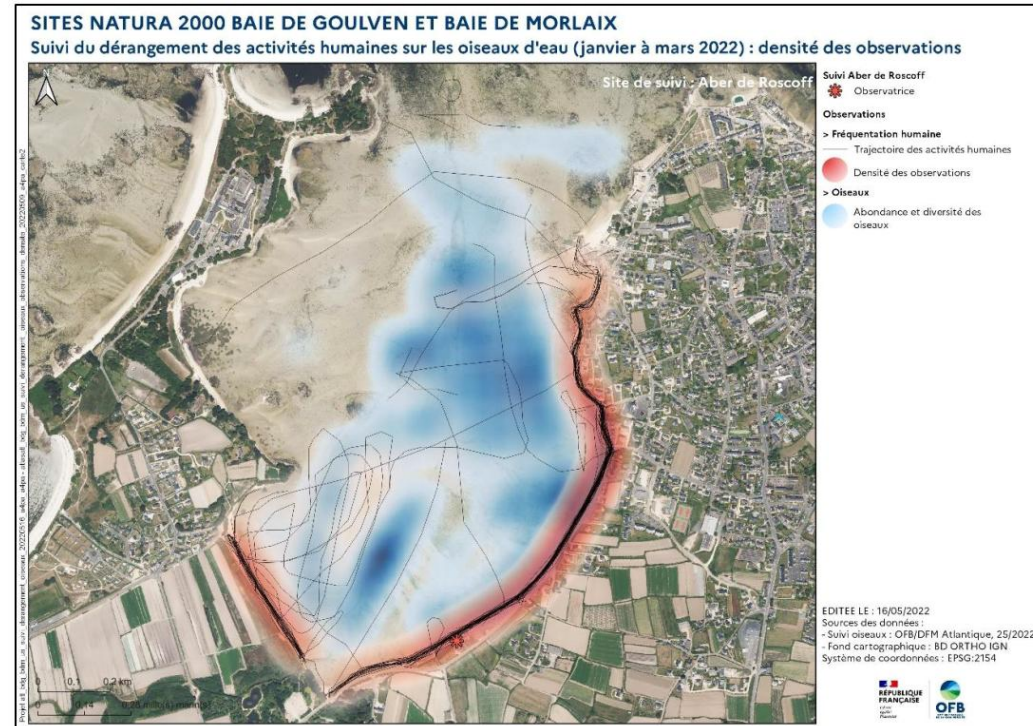 SITES NATURA 2000 BAIE DE GOULVEN ET BAIE DE MORLAIX
Suivi du dérangement des activités humaines sur les oiseaux d'eau (janvier à mars 2022) : densité des observations
Site de suivi : Aber de Roscoff
Suivi Aber de Roscoff
Observatrice
Observations
> Fréquentation humaine
Trajectoire des activités humaines
Densité des observations
> Oiseaux
Abondance et diversité des
oiseaux
EDITEE LE : 16/05/2022
Sources des données :
- Suivi oiseaux : OFB/DFM Atlantique, 25/2022
- Fond cartographique : BD ORTHO IGN
Système de coordonnées : EPSG:2154
0 0,1 0,2 km
0 0,14
RÉPUBLIQUE
FRANÇAISE
OFB